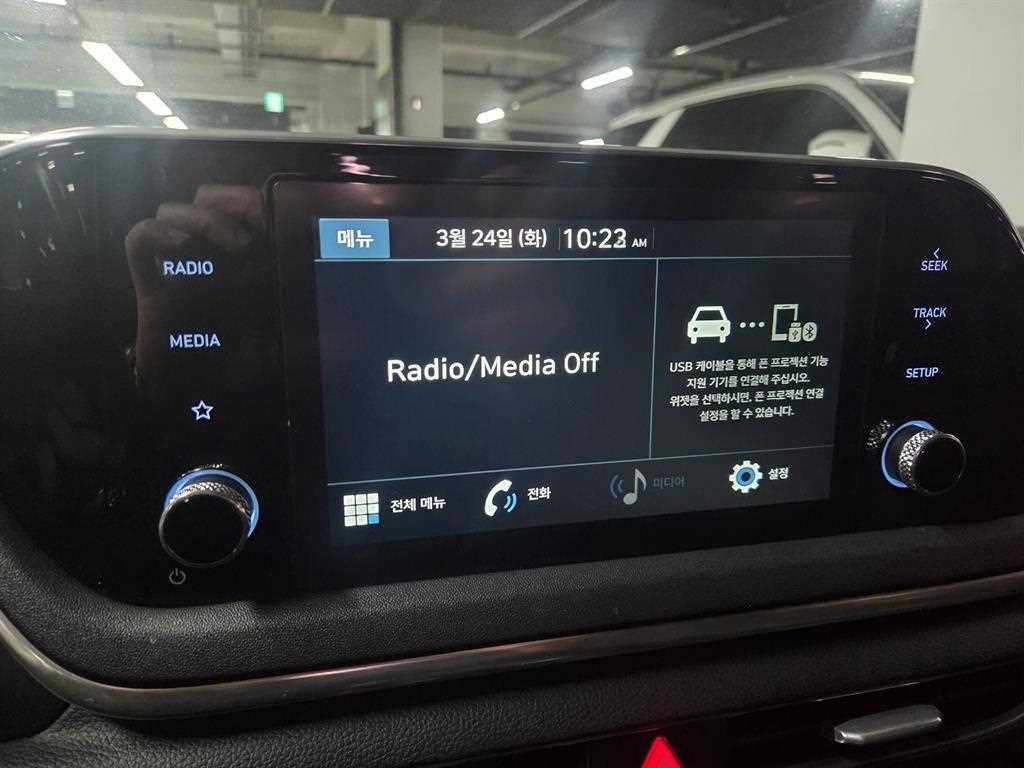 메뉴
3월 24일 (화) 10:23 AM
RADIO
MEDIA
Radio/Media Off
USB 케이블을 통해 폰 프로젝션 기능
지원 기기를 연결해 주십시오.
위젯을 선택하시면, 폰 프로젝션 연결
설정을 할 수 있습니다.
SEEK
TRACK
SETUP
전체 메뉴
전화
미디어
설정